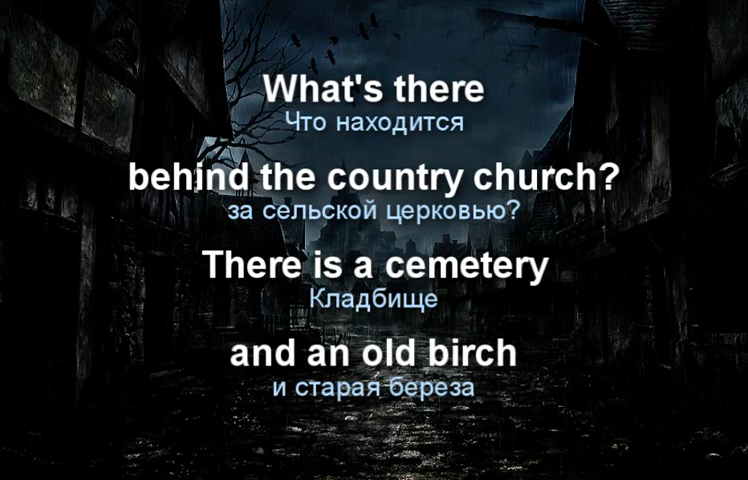 What's there
Что находится
behind the country church?
за сельской церковью?
There is a cemetery
Кладбище
and an old birch
и старая береза